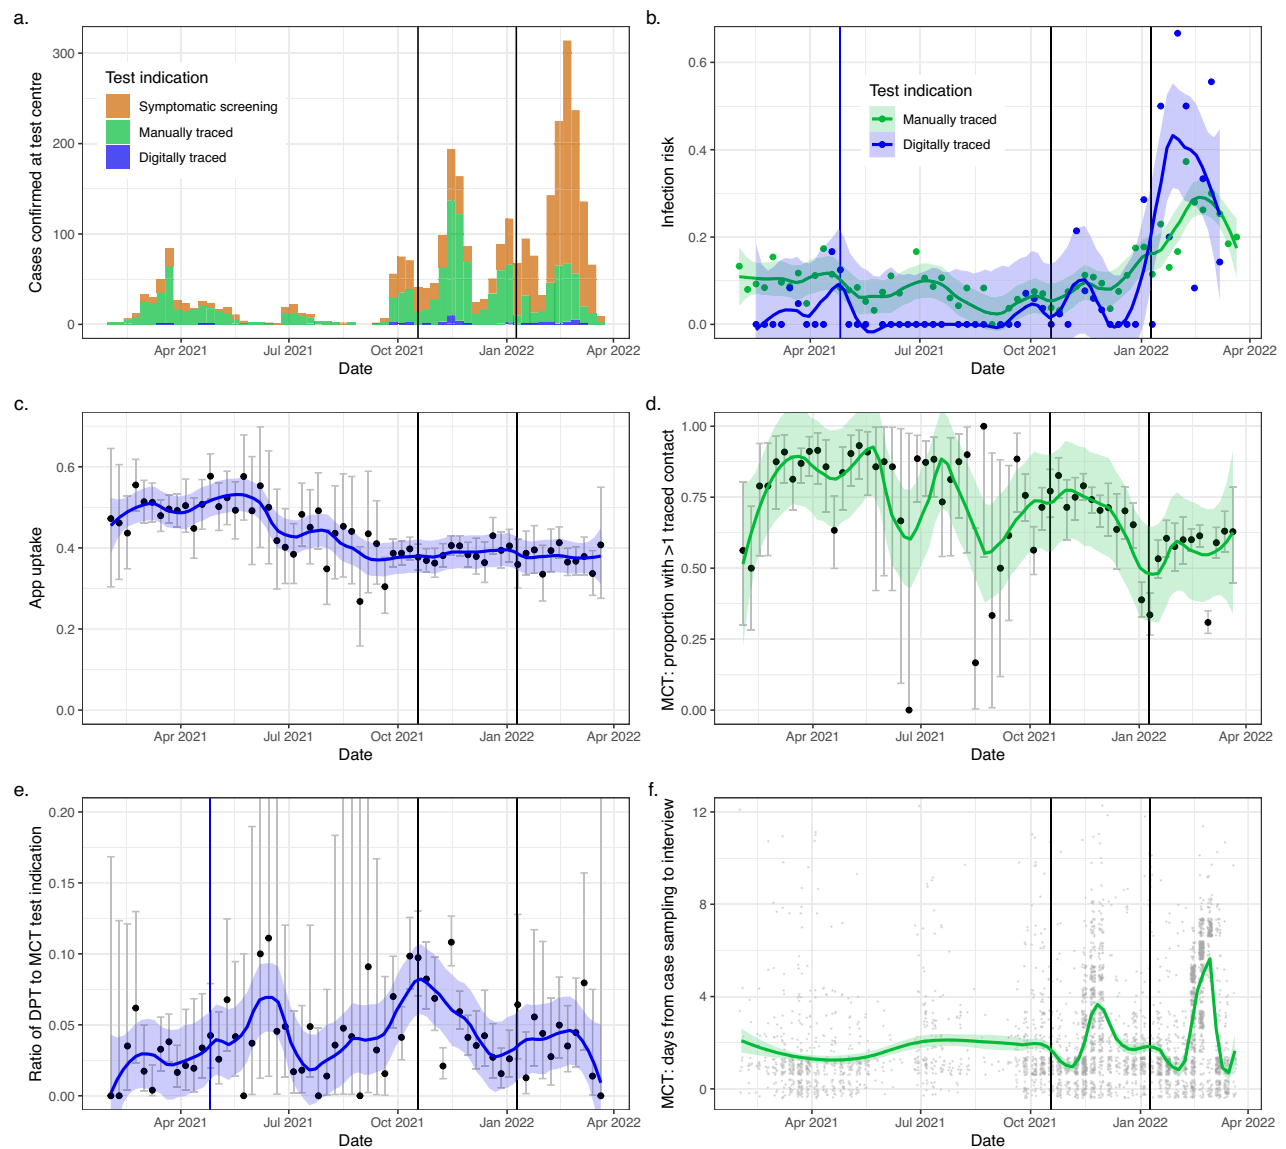 a.
Cases confirmed at test centre
300
200
100
0
Test indication
Symptomatic screening
Manually traced
Digitally traced
Apr 2021
Jul 2021
Oct 2021
Jan 2022
Apr 2022
Date
b.
Infection risk
0.6
0.4
0.2
0.0
Test indication
Manually traced
Digitally traced
Apr 2021
Jul 2021
Oct 2021
Jan 2022
Apr 2022
Date
c.
App uptake
0.6
0.4
0.2
0.0
Apr 2021
Jul 2021
Oct 2021
Jan 2022
Apr 2022
Date
d.
MCT: proportion with >1 traced contact
1.00
0.75
0.50
0.25
0.00
Apr 2021
Jul 2021
Oct 2021
Jan 2022
Apr 2022
Date
e.
Ratio of DPT to MCT test indication
0.20
0.15
0.10
0.05
0.00
Apr 2021
Jul 2021
Oct 2021
Jan 2022
Apr 2022
Date
f.
MCT: days from case sampling to interview
12
8
4
0
Apr 2021
Jul 2021
Oct 2021
Jan 2022
Apr 2022
Date